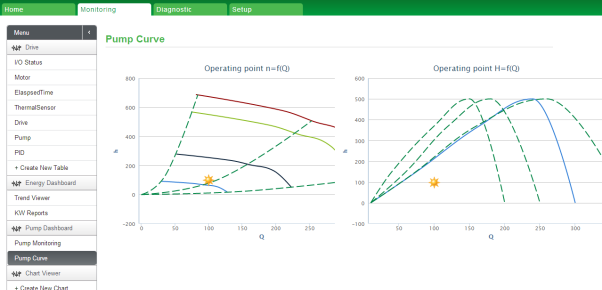 Home Monitoring Diagnostic Setup
Menu
Drive
I/O Status
Motor
ElaspsedTime
ThermalSensor
Drive
Pump
PID
+ Create New Table
Energy Dashboard
Trend Viewer
KW Reports
Pump Dashboard
Pump Monitoring
Pump Curve
Chart Viewer
+ Create New Chart
Pump Curve
Operating point n=f(Q)
800
600
400
200
0
-200
0 50 100 150 200 250
Q
Operating point H=f(Q)
600
500
400
300
200
100
0
-100
50 100 150 200 250 300
Q